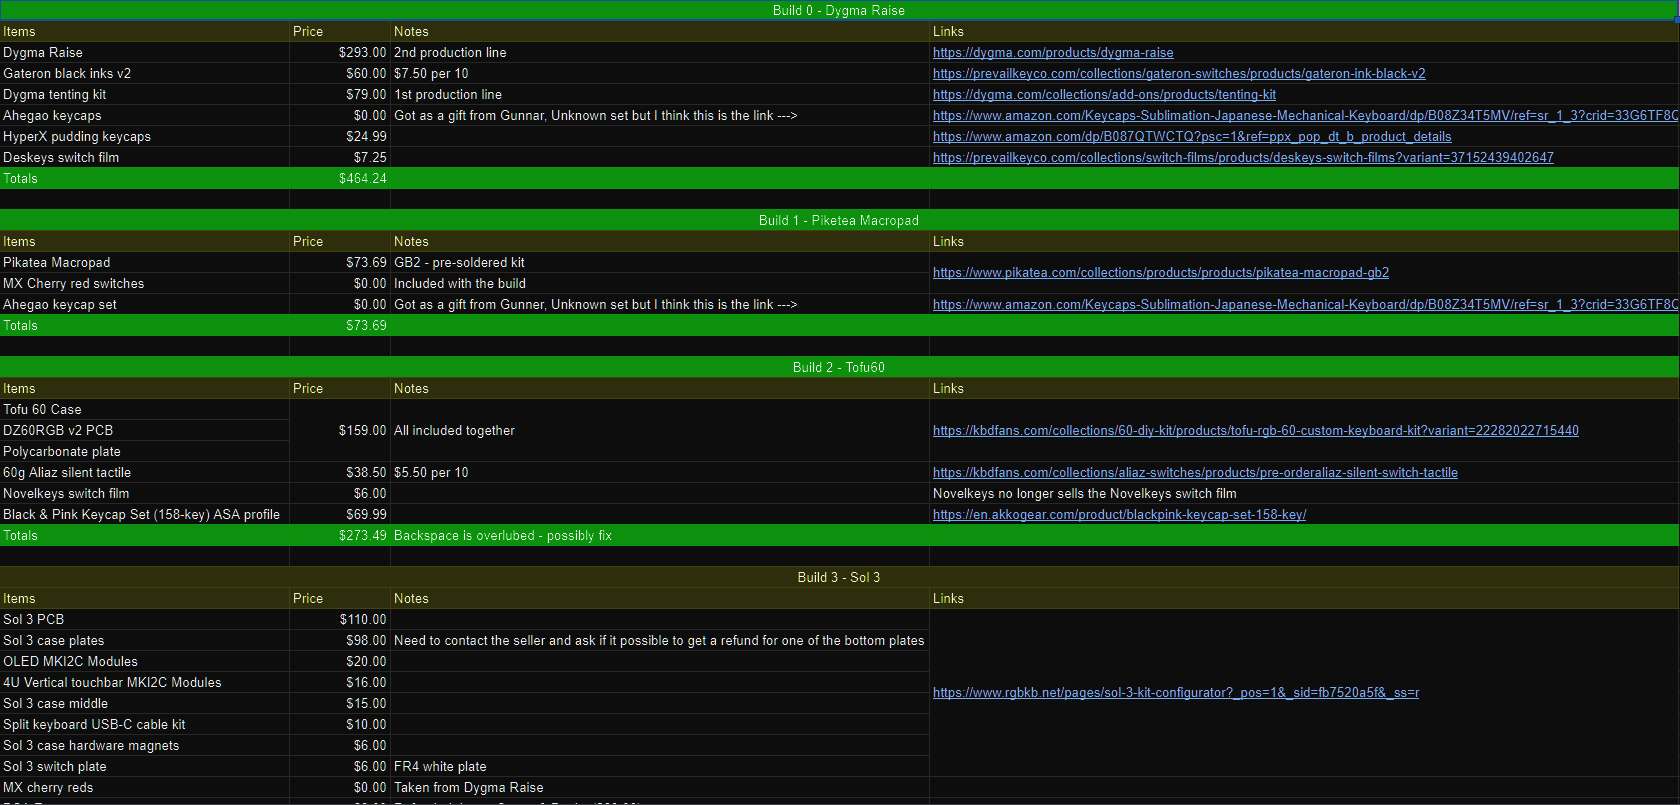 Build 0 - Dygma Raise
Items Price Notes Links
Dygma Raise $293.00 2nd production line https://dygma.com/products/dygma-raise
Gateron black inks v2 $60.00 $7.50 per 10 https://prevailkeyco.com/collections/gateron-switches/products/gateron-ink-black-v2
Dygma tenting kit $79.00 1st production line https://dygma.com/collections/add-ons/products/tenting-kit
Ahegao keycaps $0.00 Got as a gift from Gunnar, Unknown set but I think this is the link ---> https://www.amazon.com/Keycaps-Sublimation-Japanese-Mechanical-Keyboard/dp/B08Z34T5MV/ref=sr_1_3?crid=33G6TF8C
HyperX pudding keycaps $24.99 https://www.amazon.com/dp/B087QTWCTQ?psc=1&ref=ppx_pop_dt_b_product_details
Deskeys switch film $7.25 https://prevailkeyco.com/collections/switch-films/products/deskeys-switch-films?variant=37152439402647
Totals $464.24
Build 1 - Piketea Macropad
Items Price Notes Links
Pikatea Macropad $73.69 GB2 - pre-soldered kit
https://www.pikatea.com/collections/products/products/pikatea-macropad-gb2
MX Cherry red switches $0.00 Included with the build
Ahegao keycap set $0.00 Got as a gift from Gunner, Unknown set but I think this is the link ---> https://www.amazon.com/Keycaps-Sublimation-Japanese-Mechanical-Keyboard/dp/B08Z34T5MV/ref=sr_1_3?crid=33G6TF8C
Totals $73.69
Build 2 - Tofu60
Items Price Notes Links
Tofu 60 Case
DZ60RGB v2 PCB $159.00 All included together https://kbdfans.com/collections/60-diy-kit/products/tofu-rgb-60-custom-keyboard-kit?variant=22282022715440
Polycarbonate plate
60g Aliaz silent tactile $38.50 $5.50 per 10 https://kbdfans.com/collections/aliaz-switches/products/pre-orderaliaz-silent-switch-tactile
Novelkeys switch film $6.00 Novelkeys no longer sells the Novelkeys switch film
Black & Pink Keycap Set (158-key) ASA profile $69.99 https://en.akkogear.com/product/blackpink-keycap-set-158-key/
Totals $273.49 Backspace is overlubed - possibly fix
Build 3 - Sol 3
Items Price Notes Links
Sol 3 PCB $110.00
Sol 3 case plates $98.00 Need to contact the seller and ask if it possible to get a refund for one of the bottom plates
OLED MKI2C Modules $20.00
4U Vertical touchbar MKI2C Modules $16.00
https://www.rgbkb.net/pages/sol-3-kit-configurator?_pos=1&_sid=fb7520a5f&_ss=r
Sol 3 case middle $15.00
Split keyboard USB-C cable kit $10.00
Sol 3 case hardware magnets $6.00
Sol 3 switch plate $6.00 FR4 white plate
MX cherry reds $0.00 Taken from Dygma Raise